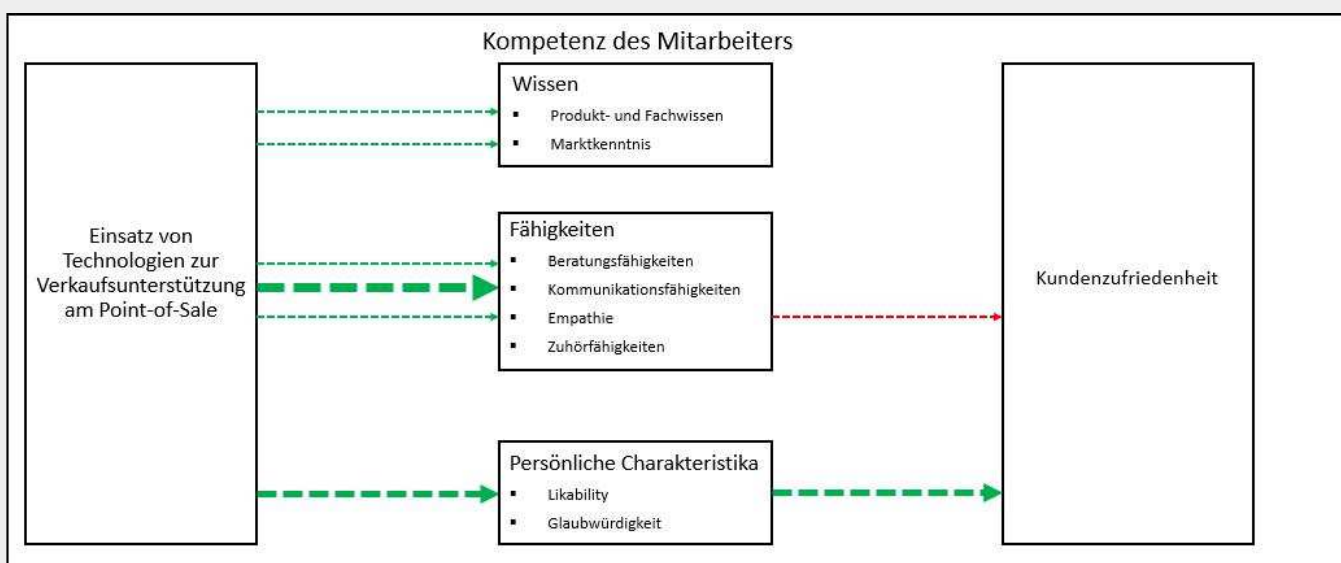 Kompetenz des Mitarbeiters
Einsatz von
Technologien zur
Verkaufsunterstützung
am Point-of-Sale
Wissen
▪ Produkt- und Fachwissen
▪ Marktkenntnis
Fähigkeiten
▪ Beratungsfähigkeiten
▪ Kommunikationsfähigkeiten
▪ Empathie
▪ Zuhörfähigkeiten
Persönliche Charakteristika
▪ Likability
▪ Glaubwürdigkeit
Kundenzufriedenheit